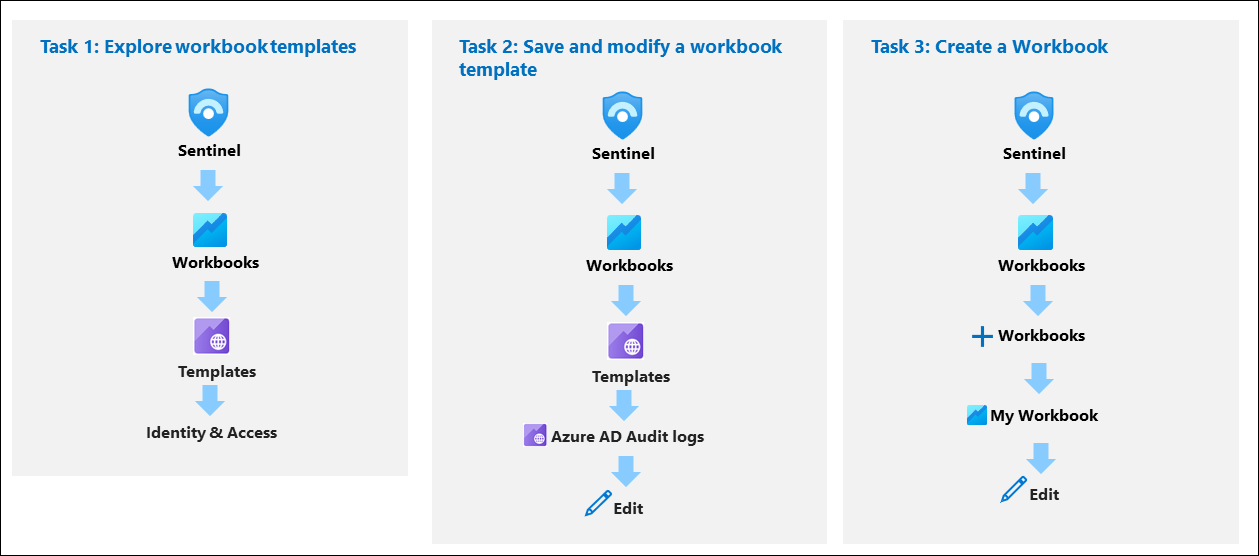 Task 1: Explore workbook templates
Sentinel
Workbooks
Templates
Identity & Access
Task 2: Save and modify a workbook
template
Sentinel
Workbooks
Templates
Azure AD Audit logs
Edit
Task 3: Create a Workbook
Sentinel
Workbooks
Workbooks
My Workbook
Edit